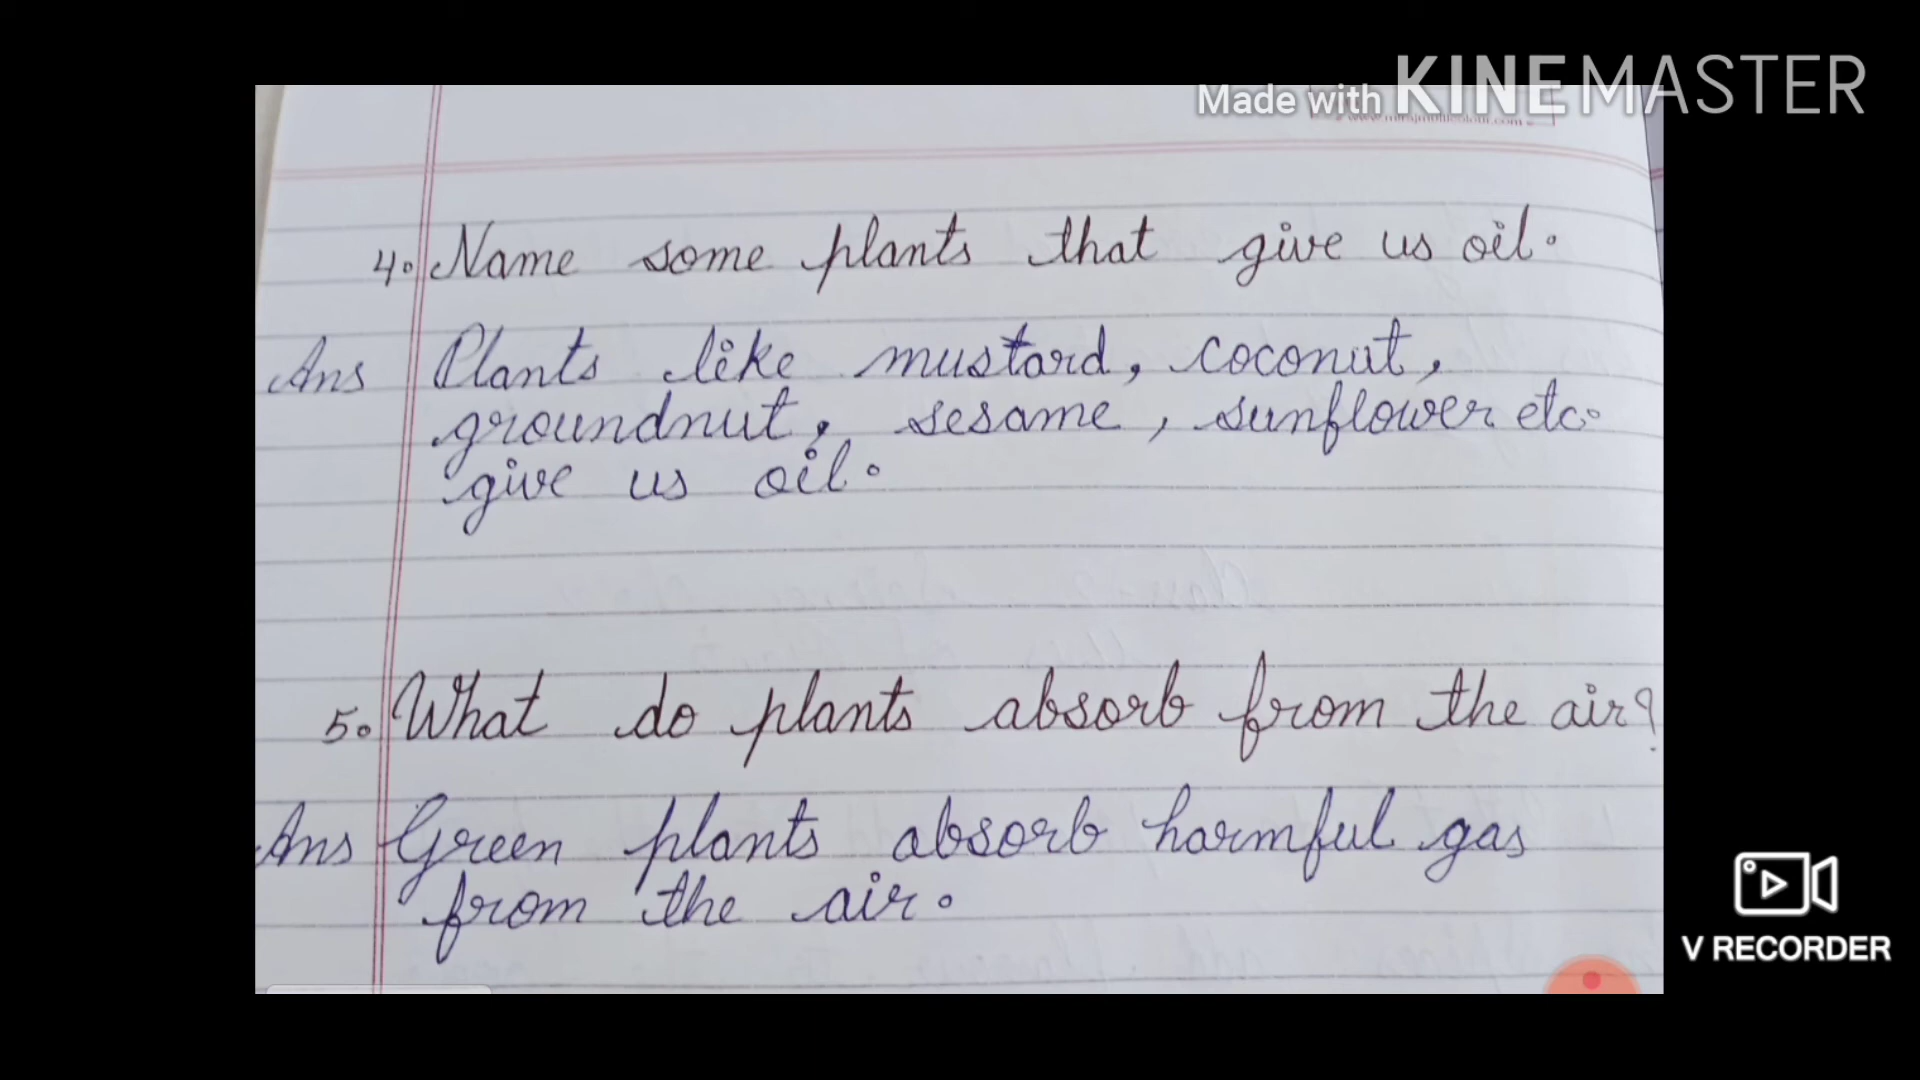 Made with KINEMASTER
4. Name some plants that give us oil.
Ans Plants like mustard, coconut,
groundnut, sesame, sunflower etc.
give us oil.
5. What do plants absorb from the air?
Ans Green plants absorb harmful gas
from the air.
V RECORDER